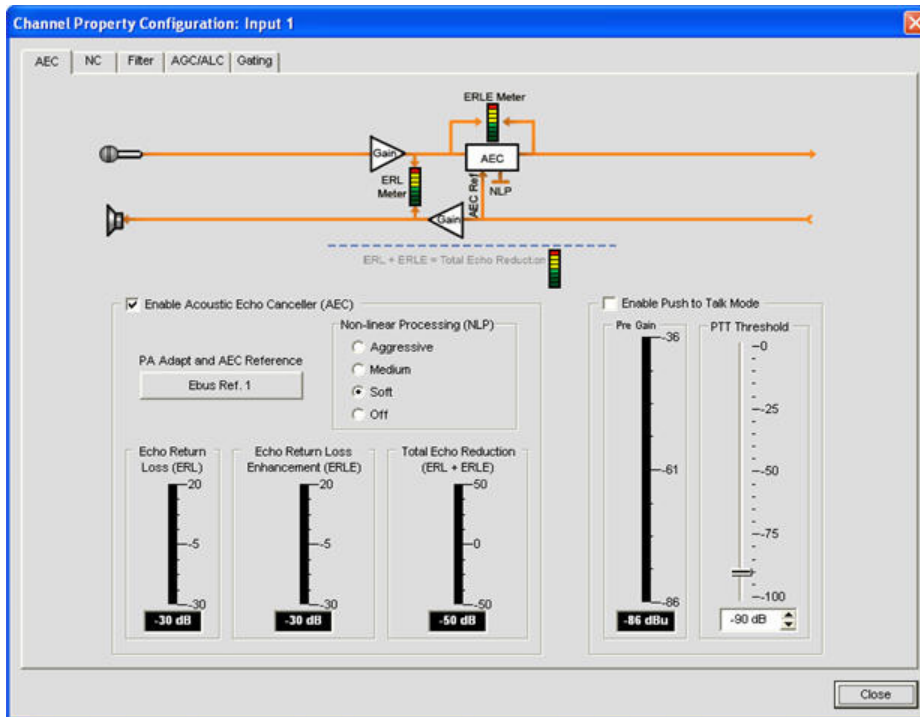 Channel Property Configuration: Input 1
AEC
NC
Filter
AGC/ALC
Gating
ERLE Meter
Gain
AEC
ERL
Meter
AEC Ref
NLP
Gain
ERL + ERLE = Total Echo Reduction
Enable Acoustic Echo Canceller (AEC)
PA Adapt and AEC Reference
Ebus Ref. 1
Non-linear Processing (NLP)
Aggressive
Medium
Soft
Off
Echo Return
Loss (ERL)
20
-5
-30
-30 dB
Echo Return Loss
Enhancement (ERLE)
20
-5
-30
-30 dB
Total Echo Reduction
(ERL + ERLE)
50
0
-50
-50 dB
Enable Push to Talk Mode
Pre Gain
-36
-61
-86
-86 dBu
PTT Threshold
-0
-25
-50
-75
-100
-90 dB
Close